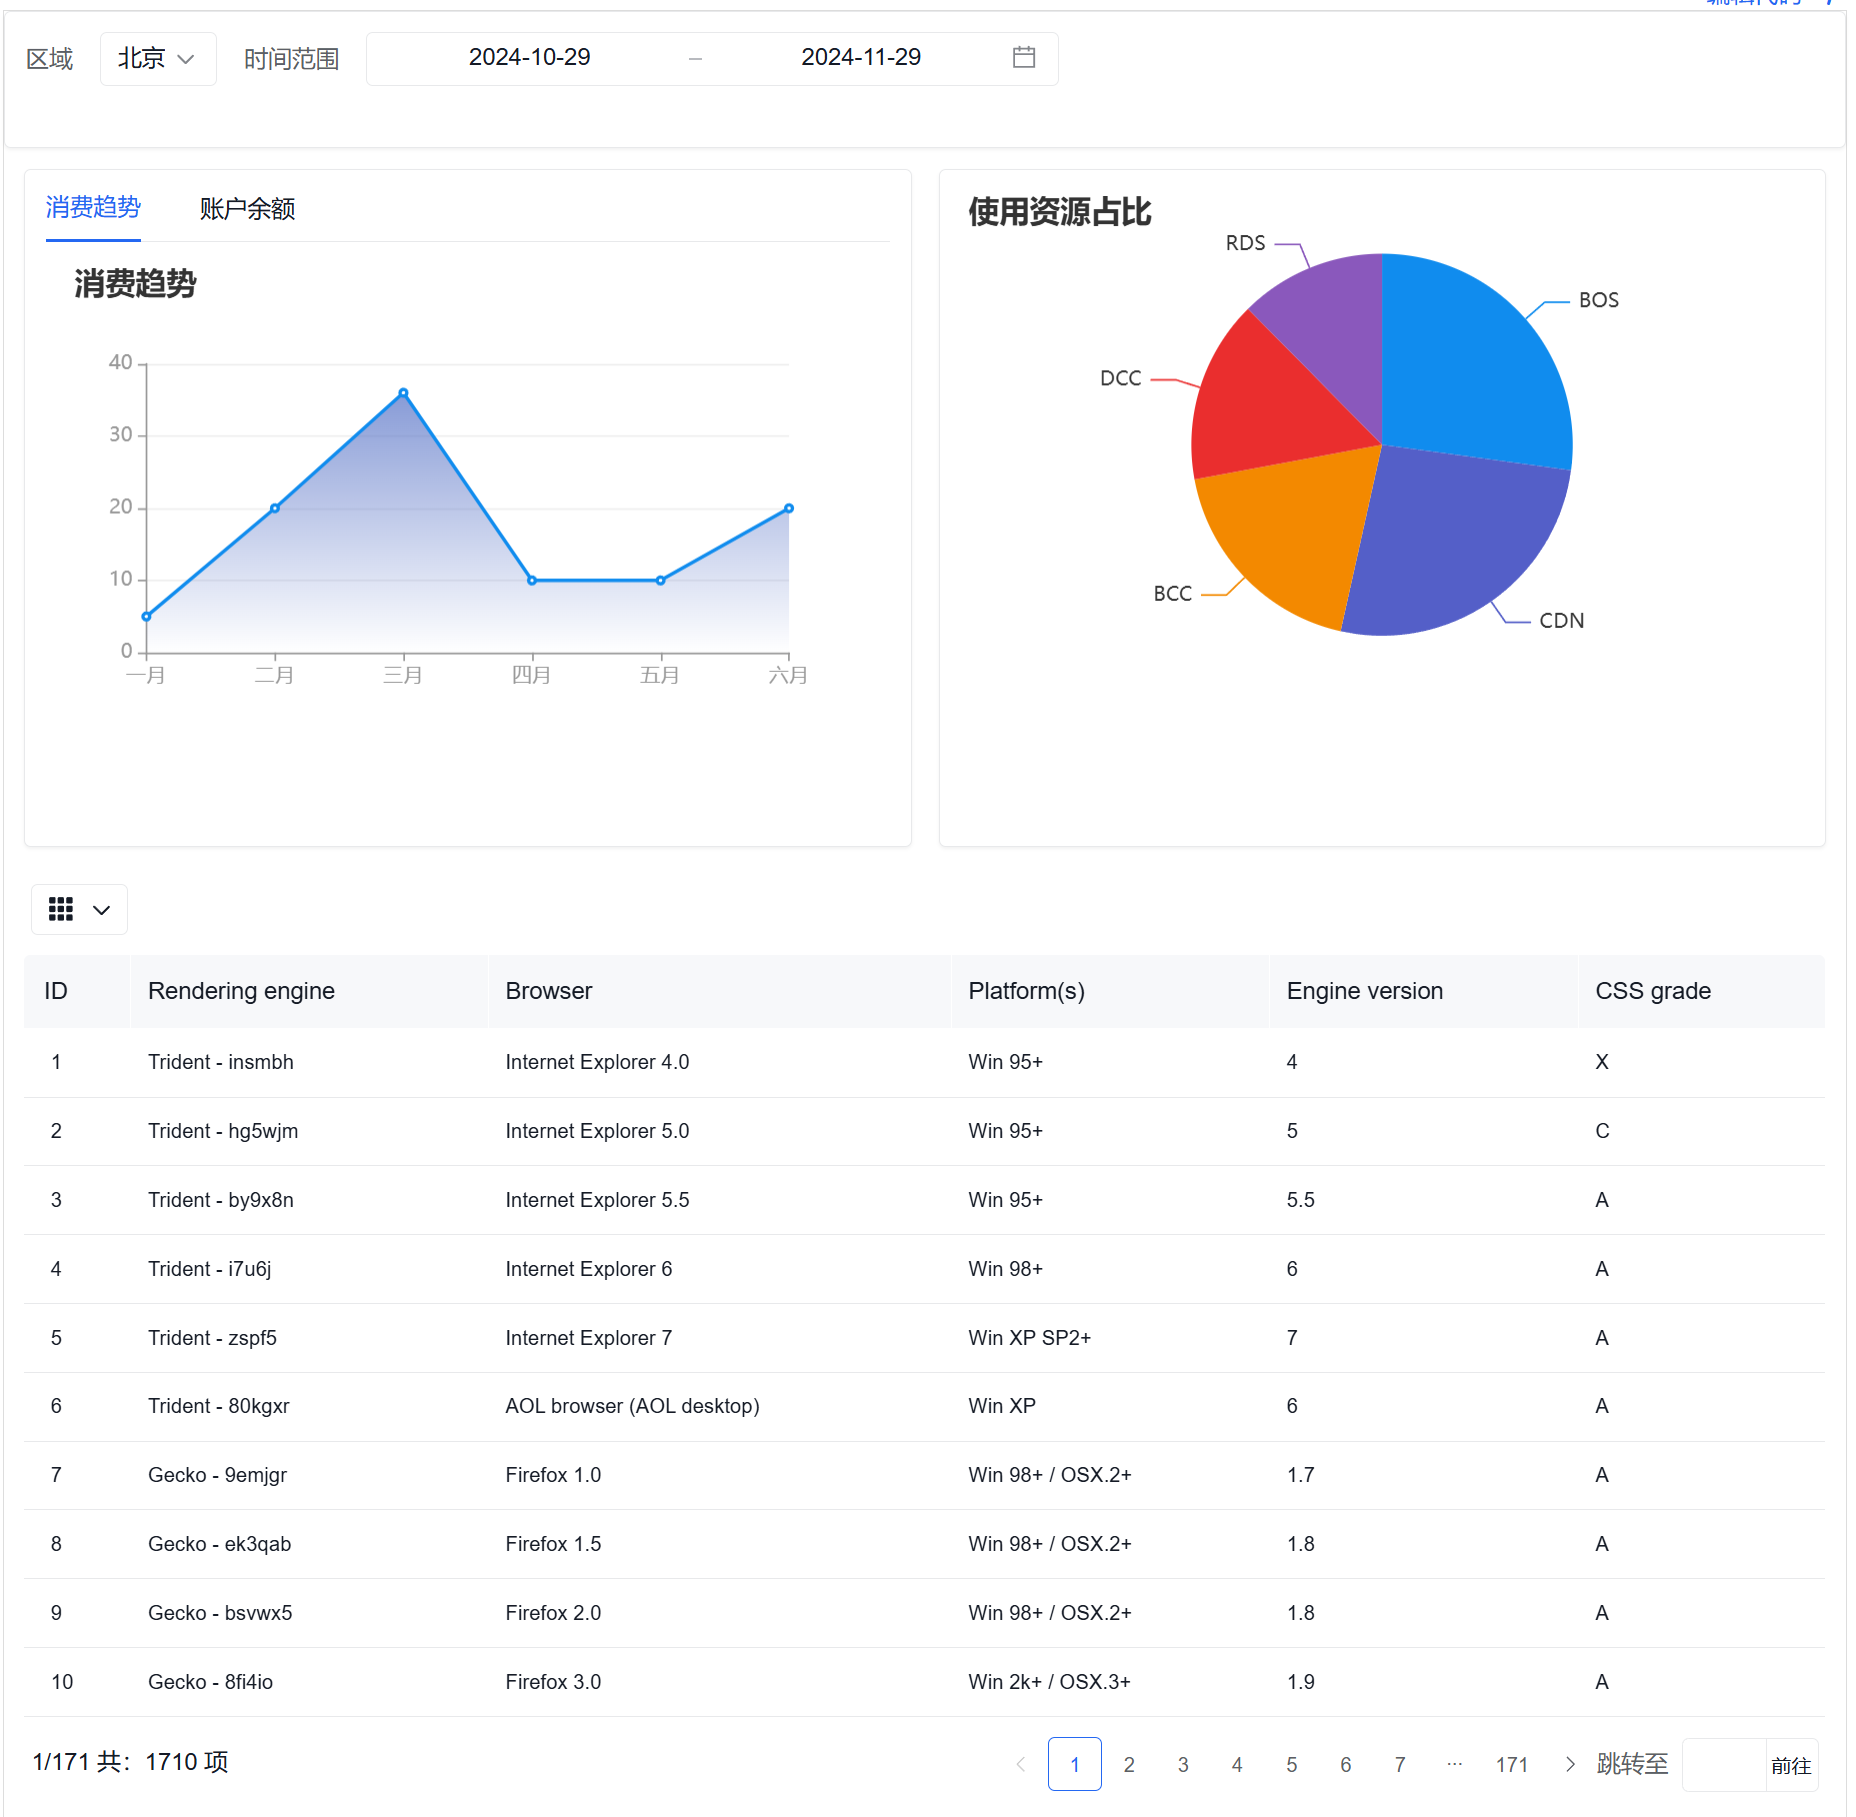 区域 北京 时间范围 2024-10-29 – 2024-11-29
消费趋势 账户余额
消费趋势
40
30
20
10
0
一月 二月 三月 四月 五月 六月
使用资源占比
RDS
BOS
DCC
BCC
CDN
ID Rendering engine Browser Platform(s) Engine version CSS grade
1 Trident - insmbh Internet Explorer 4.0 Win 95+ 4 X
2 Trident - hg5wjm Internet Explorer 5.0 Win 95+ 5 C
3 Trident - by9x8n Internet Explorer 5.5 Win 95+ 5.5 A
4 Trident - i7u6j Internet Explorer 6 Win 98+ 6 A
5 Trident - zspf5 Internet Explorer 7 Win XP SP2+ 7 A
6 Trident - 80kgxr AOL browser (AOL desktop) Win XP 6 A
7 Gecko - 9emjgr Firefox 1.0 Win 98+ / OSX.2+ 1.7 A
8 Gecko - ek3qab Firefox 1.5 Win 98+ / OSX.2+ 1.8 A
9 Gecko - bsvwx5 Firefox 2.0 Win 98+ / OSX.2+ 1.8 A
10 Gecko - 8fi4io Firefox 3.0 Win 2k+ / OSX.3+ 1.9 A
1/171 共：1710 项 1 2 3 4 5 6 7 ··· 171 跳转至 前往